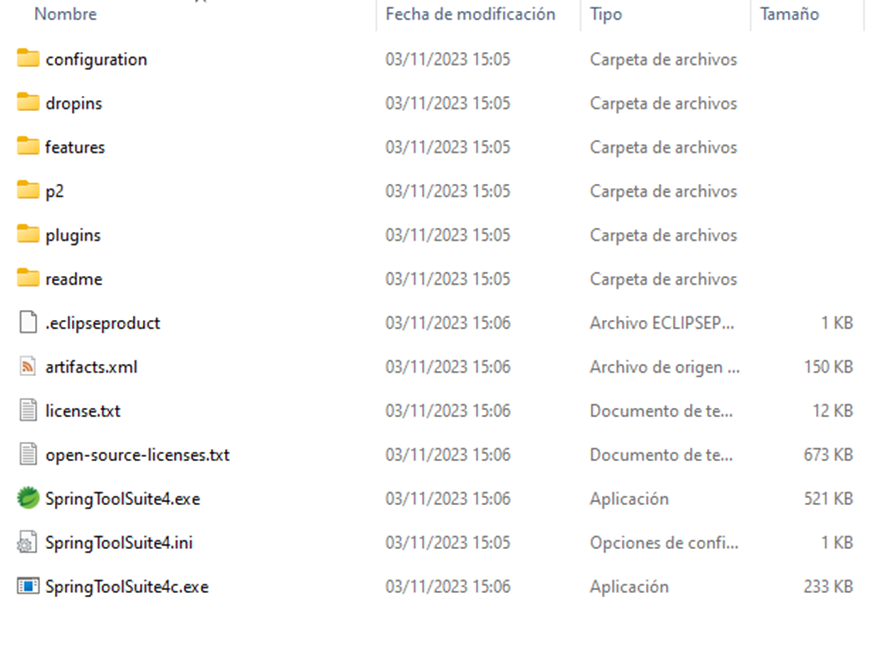 Nombre Fecha de modificación Tipo Tamaño
configuration 03/11/2023 15:05 Carpeta de archivos
dropins 03/11/2023 15:05 Carpeta de archivos
features 03/11/2023 15:05 Carpeta de archivos
p2 03/11/2023 15:05 Carpeta de archivos
plugins 03/11/2023 15:05 Carpeta de archivos
readme 03/11/2023 15:05 Carpeta de archivos
.eclipseproduct 03/11/2023 15:06 Archivo ECLIPSEP... 1 KB
artifacts.xml 03/11/2023 15:06 Archivo de origen ... 150 KB
license.txt 03/11/2023 15:06 Documento de te... 12 KB
open-source-licenses.txt 03/11/2023 15:06 Documento de te... 673 KB
SpringToolSuite4.exe 03/11/2023 15:06 Aplicación 521 KB
SpringToolSuite4.ini 03/11/2023 15:05 Opciones de confi... 1 KB
SpringToolSuite4c.exe 03/11/2023 15:06 Aplicación 233 KB